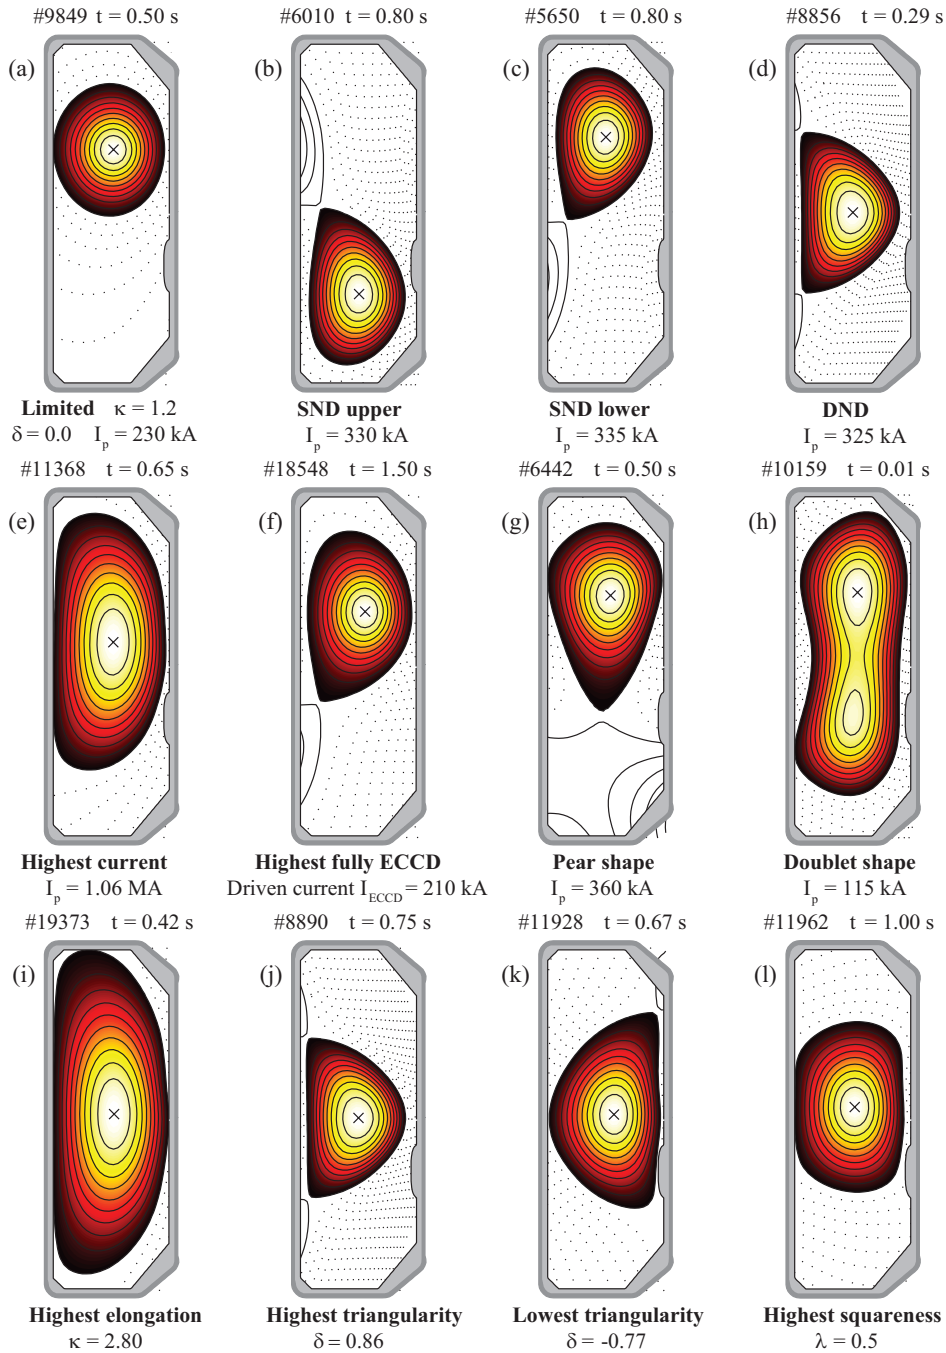 #9849 t = 0.50 s #6010 t = 0.80 s #5650 t = 0.80 s #8856 t = 0.29 s
(a) (b) (c) (d)
Limited κ = 1.2 SND upper SND lower DND
δ = 0.0 I_p = 230 kA I_p = 330 kA I_p = 335 kA I_p = 325 kA
#11368 t = 0.65 s #18548 t = 1.50 s #6442 t = 0.50 s #10159 t = 0.01 s
(e) (f) (g) (h)
Highest current Highest fully ECCD Pear shape Doublet shape
I_p = 1.06 MA Driven current I_ECCD = 210 kA I_p = 360 kA I_p = 115 kA
#19373 t = 0.42 s #8890 t = 0.75 s #11928 t = 0.67 s #11962 t = 1.00 s
(i) (j) (k) (l)
Highest elongation Highest triangularity Lowest triangularity Highest squareness
κ = 2.80 δ = 0.86 δ = -0.77 λ = 0.5